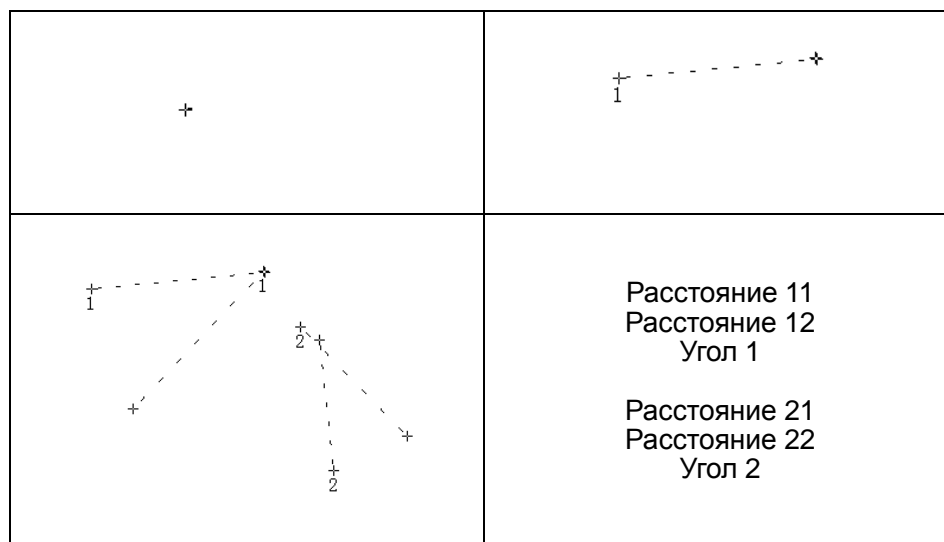 1
1
1
2
2
Расстояние 11
Расстояние 12
Угол 1
Расстояние 21
Расстояние 22
Угол 2